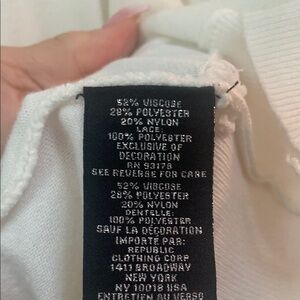 52% VISCOSE
28% POLYESTER
20% NYLON
LACE:
100% POLYESTER
EXCLUSIVE OF
DECORATION
RN 93178
SEE REVERSE FOR CARE
52% VISCOSE
28% POLYESTER
20% NYLON
DENTELLE:
100% POLYESTER
SAUF LA DÉCORATION
IMPORTE PAR:
REPUBLIC
CLOTHING CORP
1411 BROADWAY
NEW YORK
NY 10018 USA
ENTRETIEN AU VERSO